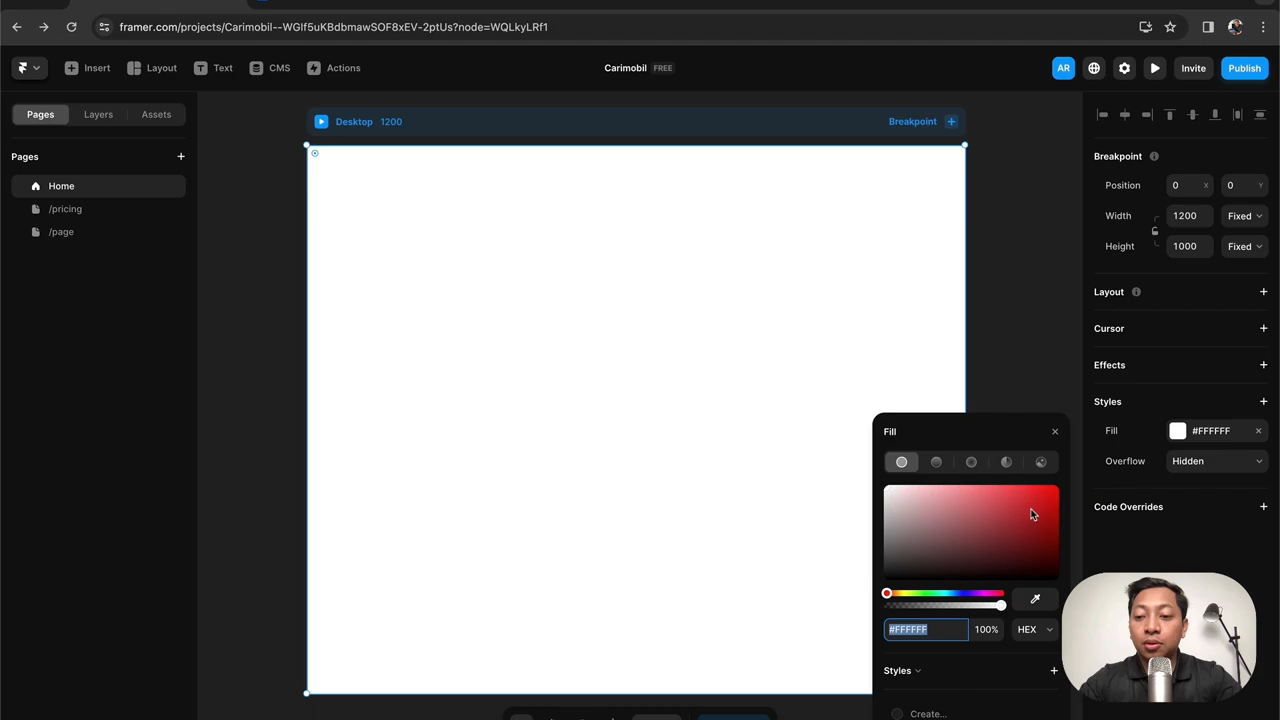 framer.com/projects/Carimobil--WGlf5uKBdbmawSOF8xEV-2ptUs?node=WQLkyLRf1
Insert Layout Text CMS Actions
Carimobil FREE
AR Invite Publish
Pages Layers Assets
Pages
Home
/pricing
/page
Desktop 1200
Breakpoint
Breakpoint
Position 0 X 0 Y
Width 1200 Fixed
Height 1000 Fixed
Layout
Cursor
Effects
Styles
Fill #FFFFFF
Overflow Hidden
Code Overrides
Fill
#FFFFFF 100% HEX
Styles
Create...